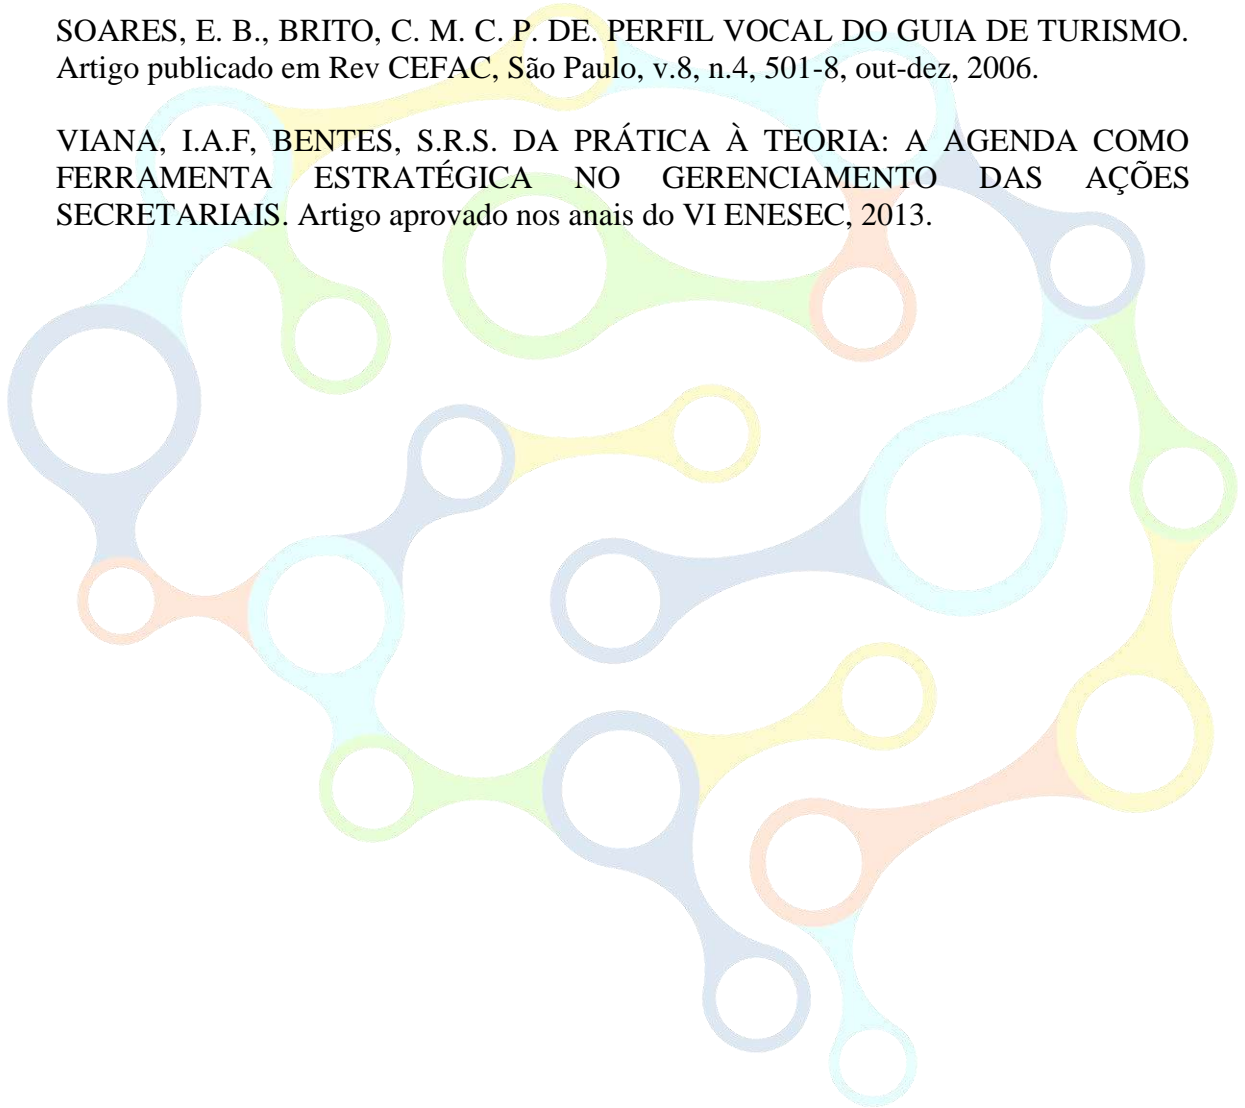 SOARES, E. B., BRITO, C. M. C. P. DE. PERFIL VOCAL DO GUIA DE TURISMO.
Artigo publicado em Rev CEFAC, São Paulo, v.8, n.4, 501-8, out-dez, 2006.
VIANA, I.A.F, BENTES, S.R.S. DA PRÁTICA À TEORIA: A AGENDA COMO
FERRAMENTA ESTRATÉGICA NO GERENCIAMENTO DAS AÇÕES
SECRETARIAIS. Artigo aprovado nos anais do VI ENESEC, 2013.